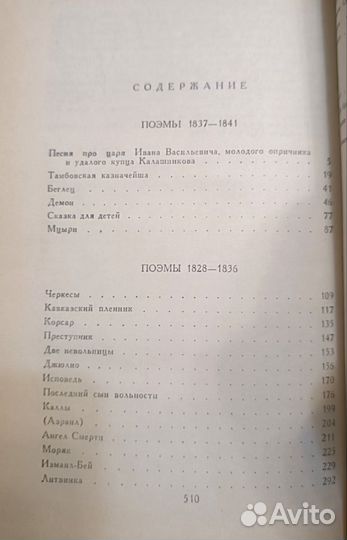 СОДЕРЖАНИЕ
ПОЭМЫ 1837—1841
Песня про царя Ивана Васильевича, молодого опричника
и удалого купца Калашникова . . . . . . . . 5
Тамбовская казначейша . . . . . . . . . 19
Беглец . . . . . . . . . . . . 41
Демон . . . . . . . . . . . . 46
Сказка для детей . . . . . . . . . . 77
Мцыри . . . . . . . . . . . . 87
ПОЭМЫ 1828—1836
Черкесы . . . . . . . . . . . . 109
Кавказский пленник . . . . . . . . . 117
Корсар . . . . . . . . . . . . 135
Преступник . . . . . . . . . . . 147
Две невольницы . . . . . . . . . . 153
Джюлио . . . . . . . . . . . . 156
Исповедь . . . . . . . . . . . 170
Последний сын вольности . . . . . . . . 176
Каллы . . . . . . . . . . . . 199
(Азраил) . . . . . . . . . . . 204
Ангел Смерти . . . . . . . . . . 211
Моряк . . . . . . . . . . . . 225
Измаил-Бей . . . . . . . . . . . 229
Литвинка . . . . . . . . . . . 292
510
Avito